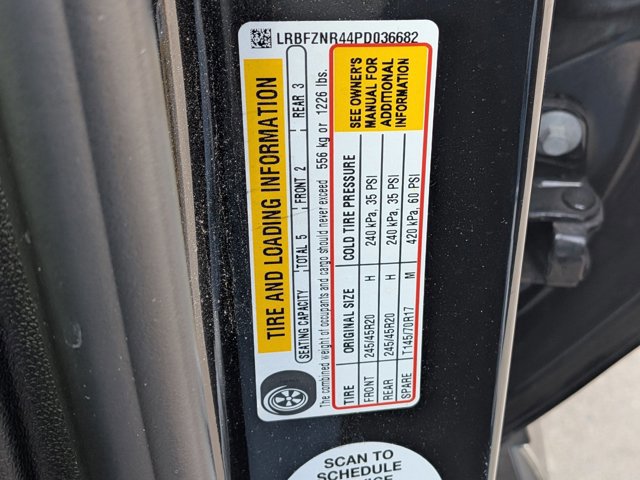 LRBFZNR44PD036682
TIRE AND LOADING INFORMATION
SEATING CAPACITY TOTAL 5 FRONT 2 REAR 3
The combined weight of occupants and cargo should never exceed 556 kg or 1226 lbs.
TIRE ORIGINAL SIZE COLD TIRE PRESSURE
FRONT 245/45R20 H 240 kPa, 35 PSI
REAR 245/45R20 H 240 kPa, 35 PSI
SPARE T145/70R17 M 420 kPa, 60 PSI
SEE OWNER'S
MANUAL FOR
ADDITIONAL
INFORMATION
SCAN TO
SCHEDULE